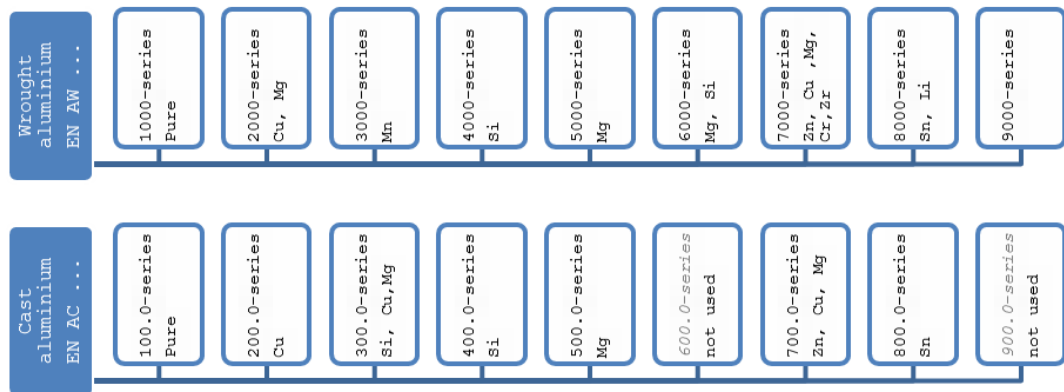 Wrought
aluminium
EN AW ...
1000-series
Pure
2000-series
Cu, Mg
3000-series
Mn
4000-series
Si
5000-series
Mg
6000-series
Mg, Si
7000-series
Zn, Cu ,Mg,
Cr,Zr
8000-series
Sn, Li
9000-series
Cast
aluminium
EN AC ...
100.0-series
Pure
200.0-series
Cu
300.0-series
Si, Cu,Mg
400.0-series
Si
500.0-series
Mg
600.0-series
not used
700.0-series
Zn, Cu, Mg
800.0-series
Sn
900.0-series
not used